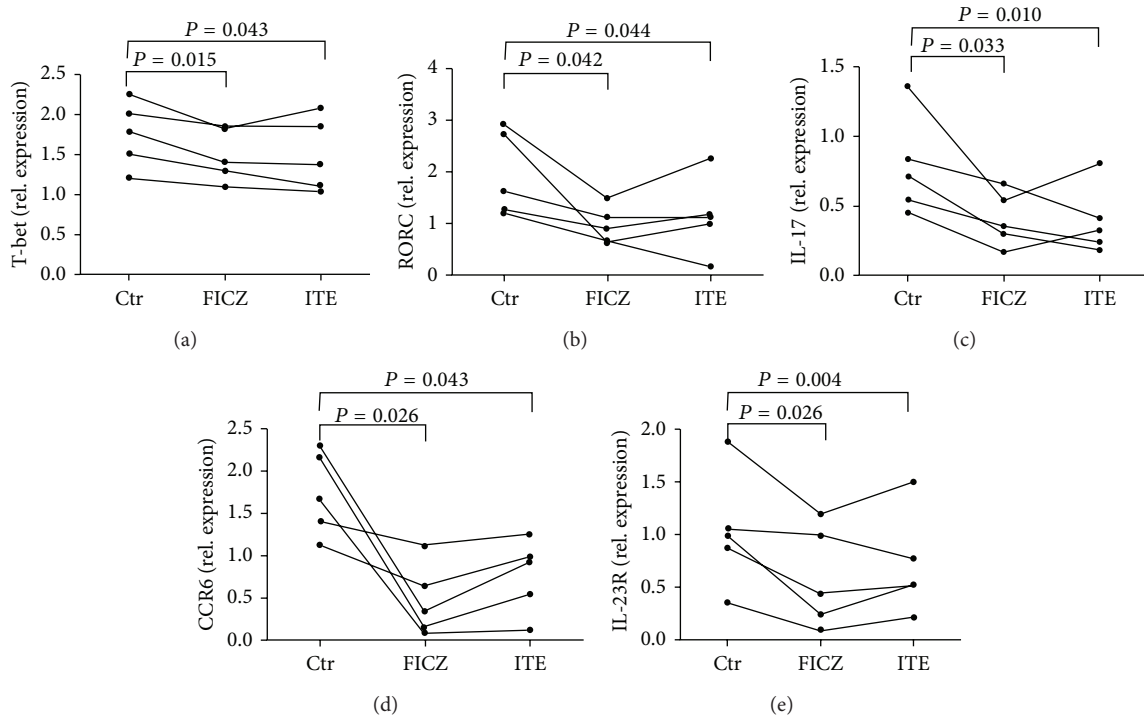 P = 0.043
P = 0.015
T-bet (rel. expression)
2.5
2.0
1.5
1.0
0.5
0.0
Ctr FICZ ITE
(a)
P = 0.044
P = 0.042
RORC (rel. expression)
4
3
2
1
0
Ctr FICZ ITE
(b)
P = 0.010
P = 0.033
IL-17 (rel. expression)
1.5
1.0
0.5
0.0
Ctr FICZ ITE
(c)
P = 0.043
P = 0.026
CCR6 (rel. expression)
2.5
2.0
1.5
1.0
0.5
0.0
Ctr FICZ ITE
(d)
P = 0.004
P = 0.026
IL-23R (rel. expression)
2.0
1.5
1.0
0.5
0.0
Ctr FICZ ITE
(e)